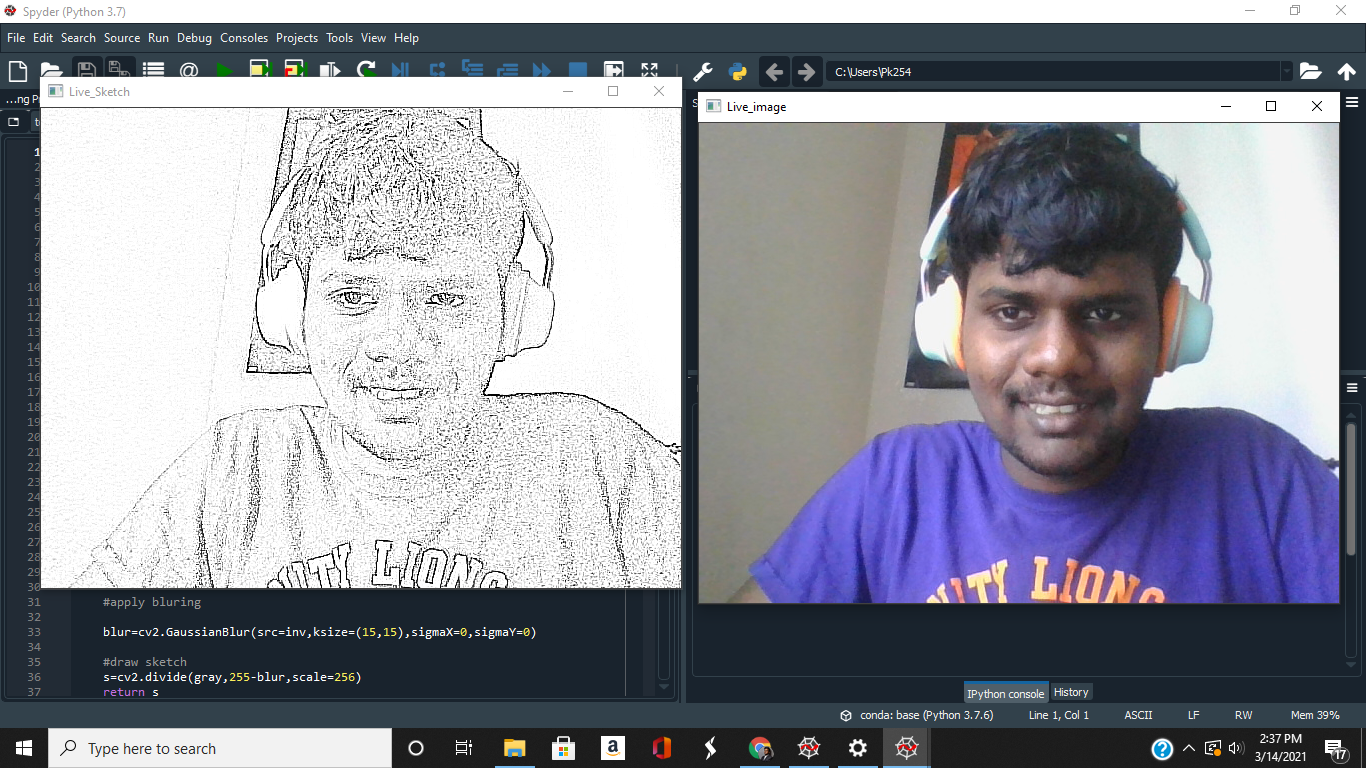 Spyder (Python 3.7)
File Edit Search Source Run Debug Consoles Projects Tools View Help
C:\Users\Pk254
...ng P
Live_Sketch
Live_image
1
2
3
4
5
6
7
8
9
10
11
12
13
14
15
16
17
18
19
20
21
22
23
24
25
26
27
28
29
30
NITY LIONS
NITY LIONS
31 #apply bluring
32
33 blur=cv2.GaussianBlur(src=inv,ksize=(15,15),sigmaX=0,sigmaY=0)
34
35 #draw sketch
36 s=cv2.divide(gray,255-blur,scale=256)
37 return s
IPython console History
conda: base (Python 3.7.6) Line 1, Col 1 ASCII LF RW Mem 39%
Type here to search
2:37 PM
3/14/2021
17